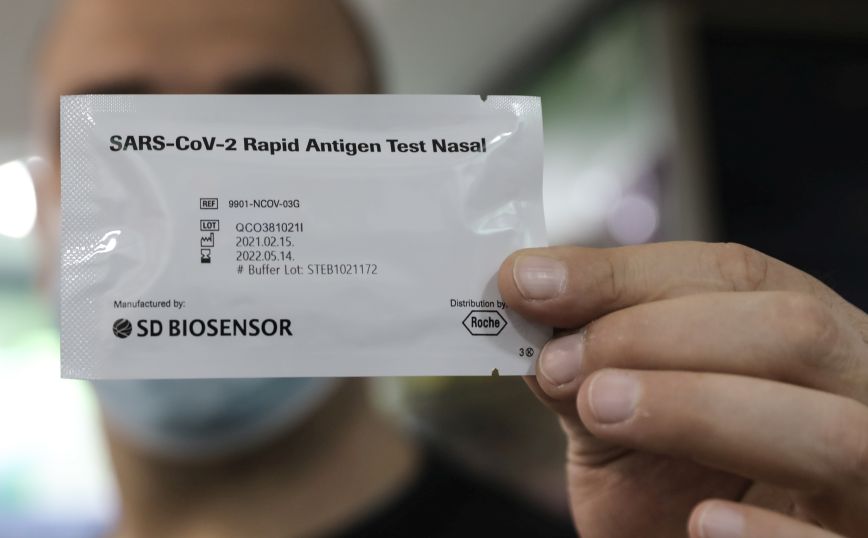 SARS-CoV-2 Rapid Antigen Test Nasal
REF 9901-NCOV-03G
LOT QCO381021I
2021.02.15.
2022.05.14.
# Buffer Lot: STEB1021172
Manufactured by:
SD BIOSENSOR
Distribution by
Roche
3